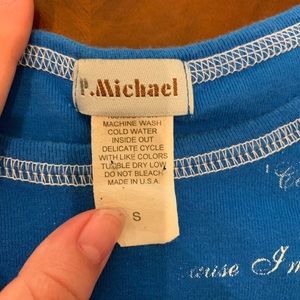 P.Michael
MACHINE WASH
COLD WATER
INSIDE OUT
DELICATE CYCLE
WITH LIKE COLORS
TUMBLE DRY LOW
DO NOT BLEACH
MADE IN U.S.A.
S